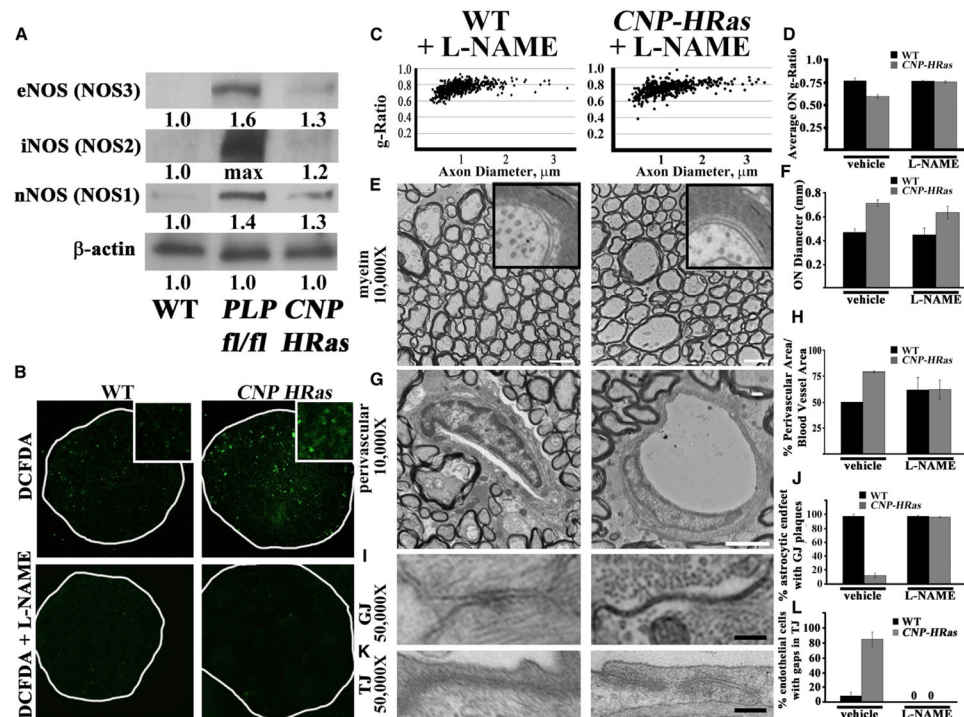 A
eNOS (NOS3)
1.0 1.6 1.3
iNOS (NOS2)
1.0 max 1.2
nNOS (NOS1)
1.0 1.4 1.3
β-actin
1.0 1.0 1.0
WT PLP CNP
fl/fl HRas
B
WT CNP HRas
DCFDA
DCFDA + L-NAME
C
WT
+ L-NAME
CNP-HRas
+ L-NAME
g-Ratio
1.0
0.8
0.6
0.4
0.2
1 2 3
Axon Diameter, μm
1.0
0.8
0.6
0.4
0.2
1 2 3
Axon Diameter, μm
D
WT
CNP-HRas
Average ON g-Ratio
1.00
0.75
0.50
0.25
0
vehicle L-NAME
E
myelin
10,000X
F
WT
CNP-HRas
ON Diameter (mm)
0.8
0.6
0.4
0.2
0
vehicle L-NAME
G
perivascular
10,000X
H
WT
CNP-HRas
% Perivascular Area/
Blood Vessel Area
100
75
50
25
vehicle L-NAME
I
GJ
50,000X
J
WT
CNP-HRas
% astrocytic endfeet
with GJ plaques
100
80
60
40
20
0
vehicle L-NAME
K
TJ
50,000X
L
WT
CNP-HRas
% endothelial cells
with gaps in TJ
100
80
60
40
20
0
0 0
vehicle L-NAME